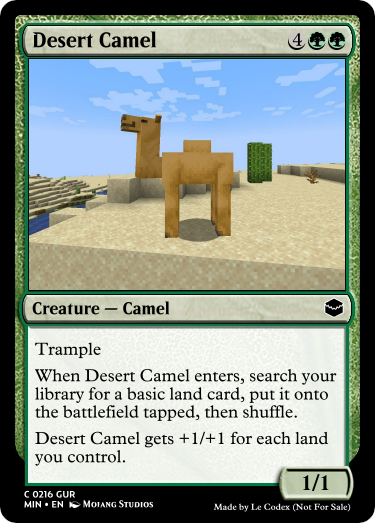 Desert Camel 4
Creature — Camel
Trample
When Desert Camel enters, search your
library for a basic land card, put it onto
the battlefield tapped, then shuffle.
Desert Camel gets +1/+1 for each land
you control.
1/1
C 0216 GUR
MIN • EN Mojang Studios
Made by Le Codex (Not For Sale)